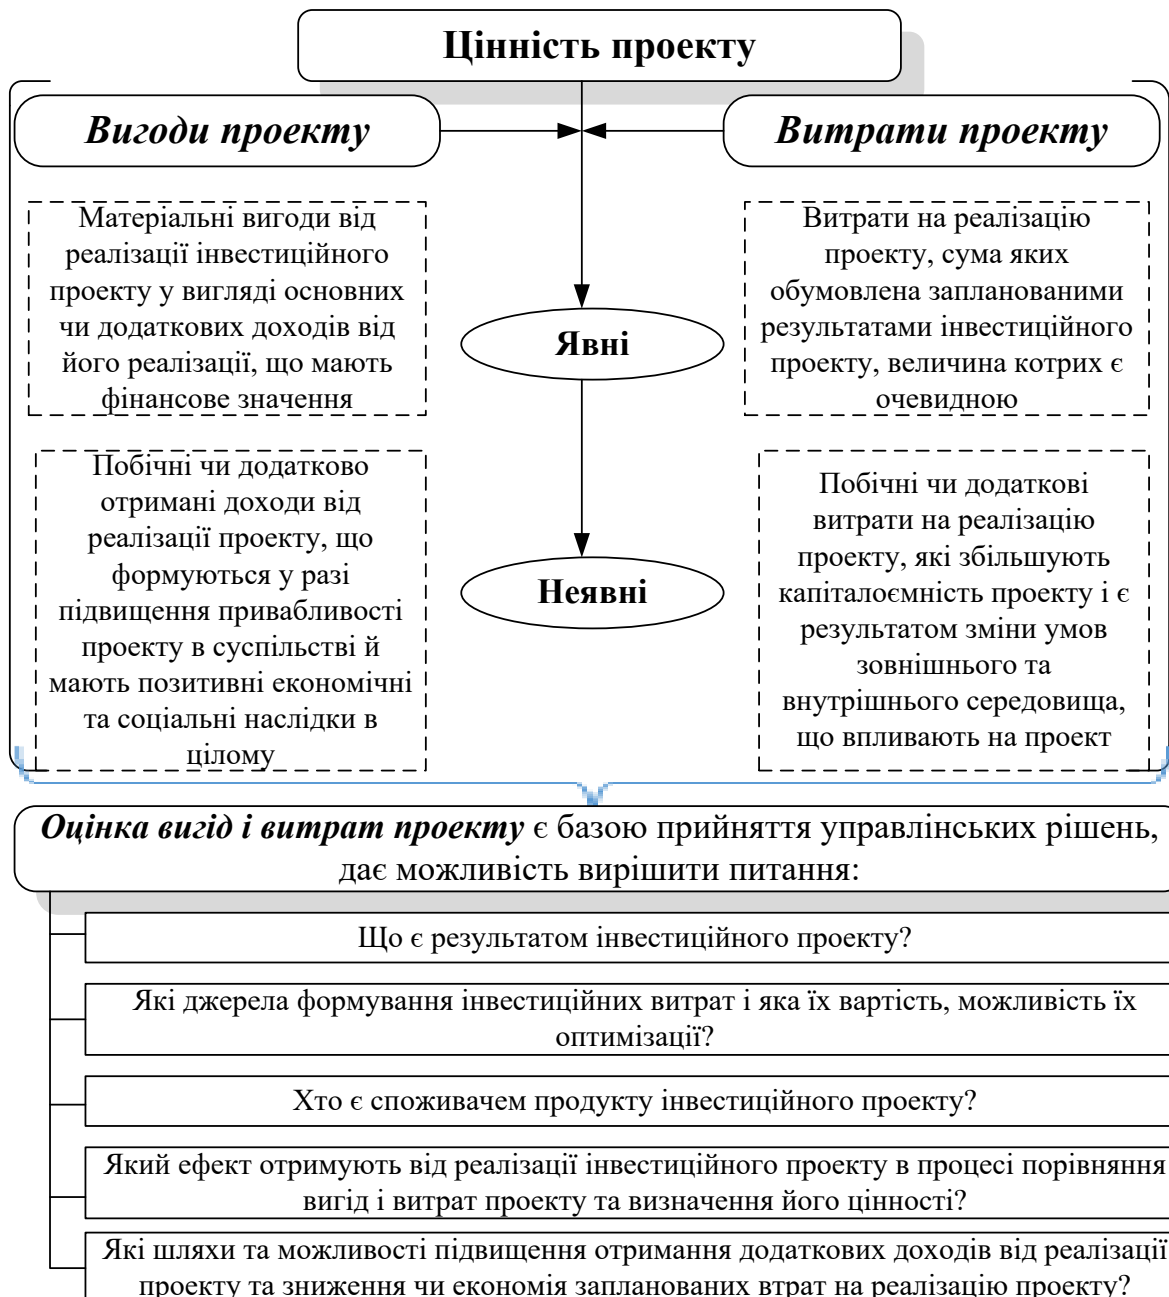 Цінність проекту
Вигоди проекту
Витрати проекту
Матеріальні вигоди від
реалізації інвестиційного
проекту у вигляді основних
чи додаткових доходів від
його реалізації, що мають
фінансове значення
Явні
Витрати на реалізацію
проекту, сума яких
обумовлена запланованими
результатами інвестиційного
проекту, величина котрих є
очевидною
Побічні чи додатково
отримані доходи від
реалізації проекту, що
формуються у разі
підвищення привабливості
проекту в суспільстві й
мають позитивні економічні
та соціальні наслідки в
цілому
Неявні
Побічні чи додаткові
витрати на реалізацію
проекту, які збільшують
капіталоємність проекту і є
результатом зміни умов
зовнішнього та
внутрішнього середовища,
що впливають на проект
Оцінка вигід і витрат проекту є базою прийняття управлінських рішень,
дає можливість вирішити питання:
Що є результатом інвестиційного проекту?
Які джерела формування інвестиційних витрат і яка їх вартість, можливість їх
оптимізації?
Хто є споживачем продукту інвестиційного проекту?
Який ефект отримують від реалізації інвестиційного проекту в процесі порівняння
вигід і витрат проекту та визначення його цінності?
Які шляхи та можливості підвищення отримання додаткових доходів від реалізації
проекту та зниження чи економія запланованих втрат на реалізацію проекту?